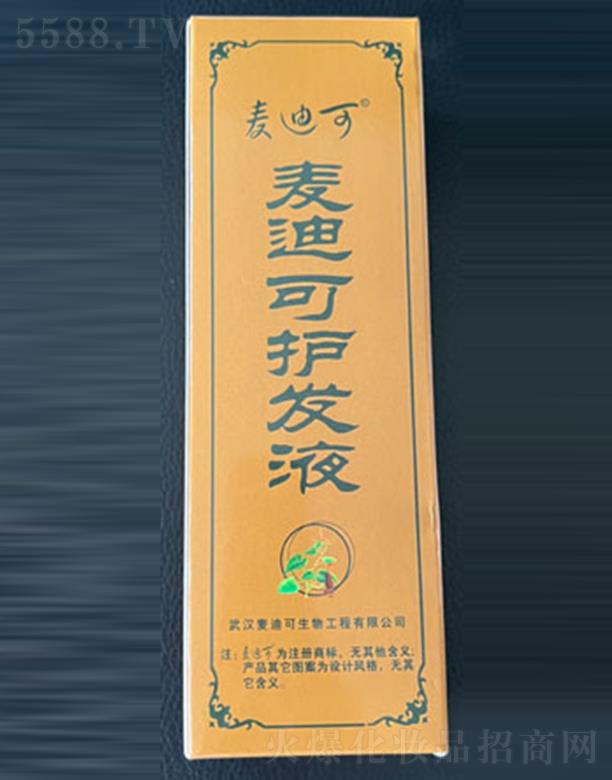 5588.TV
麦迪可©
麦迪可护发液
武汉麦迪可生物工程有限公司
注：麦迪可为注册商标，无其他含义；
产品其它图案为设计风格，无其
它含义。
火爆化妆品招商网